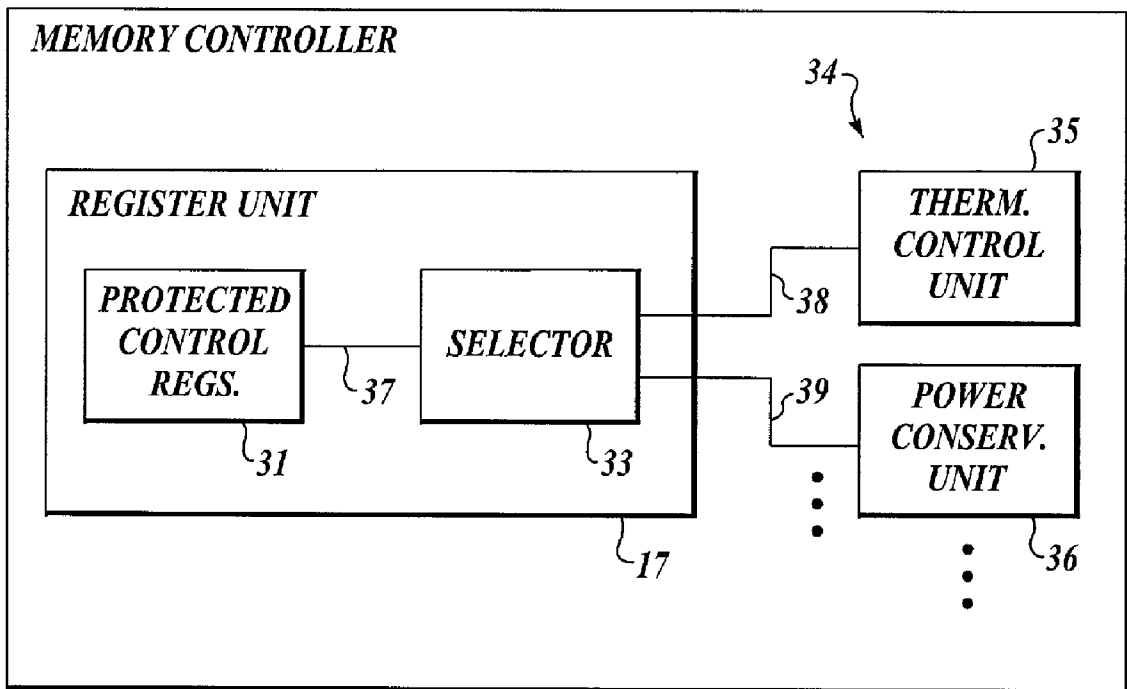 MEMORY CONTROLLER
34
35
REGISTER UNIT
THERM.
CONTROL
UNIT
PROTECTED
CONTROL
REGS.
SELECTOR
38
37
39
POWER
CONSERV.
UNIT
31
33
17
36